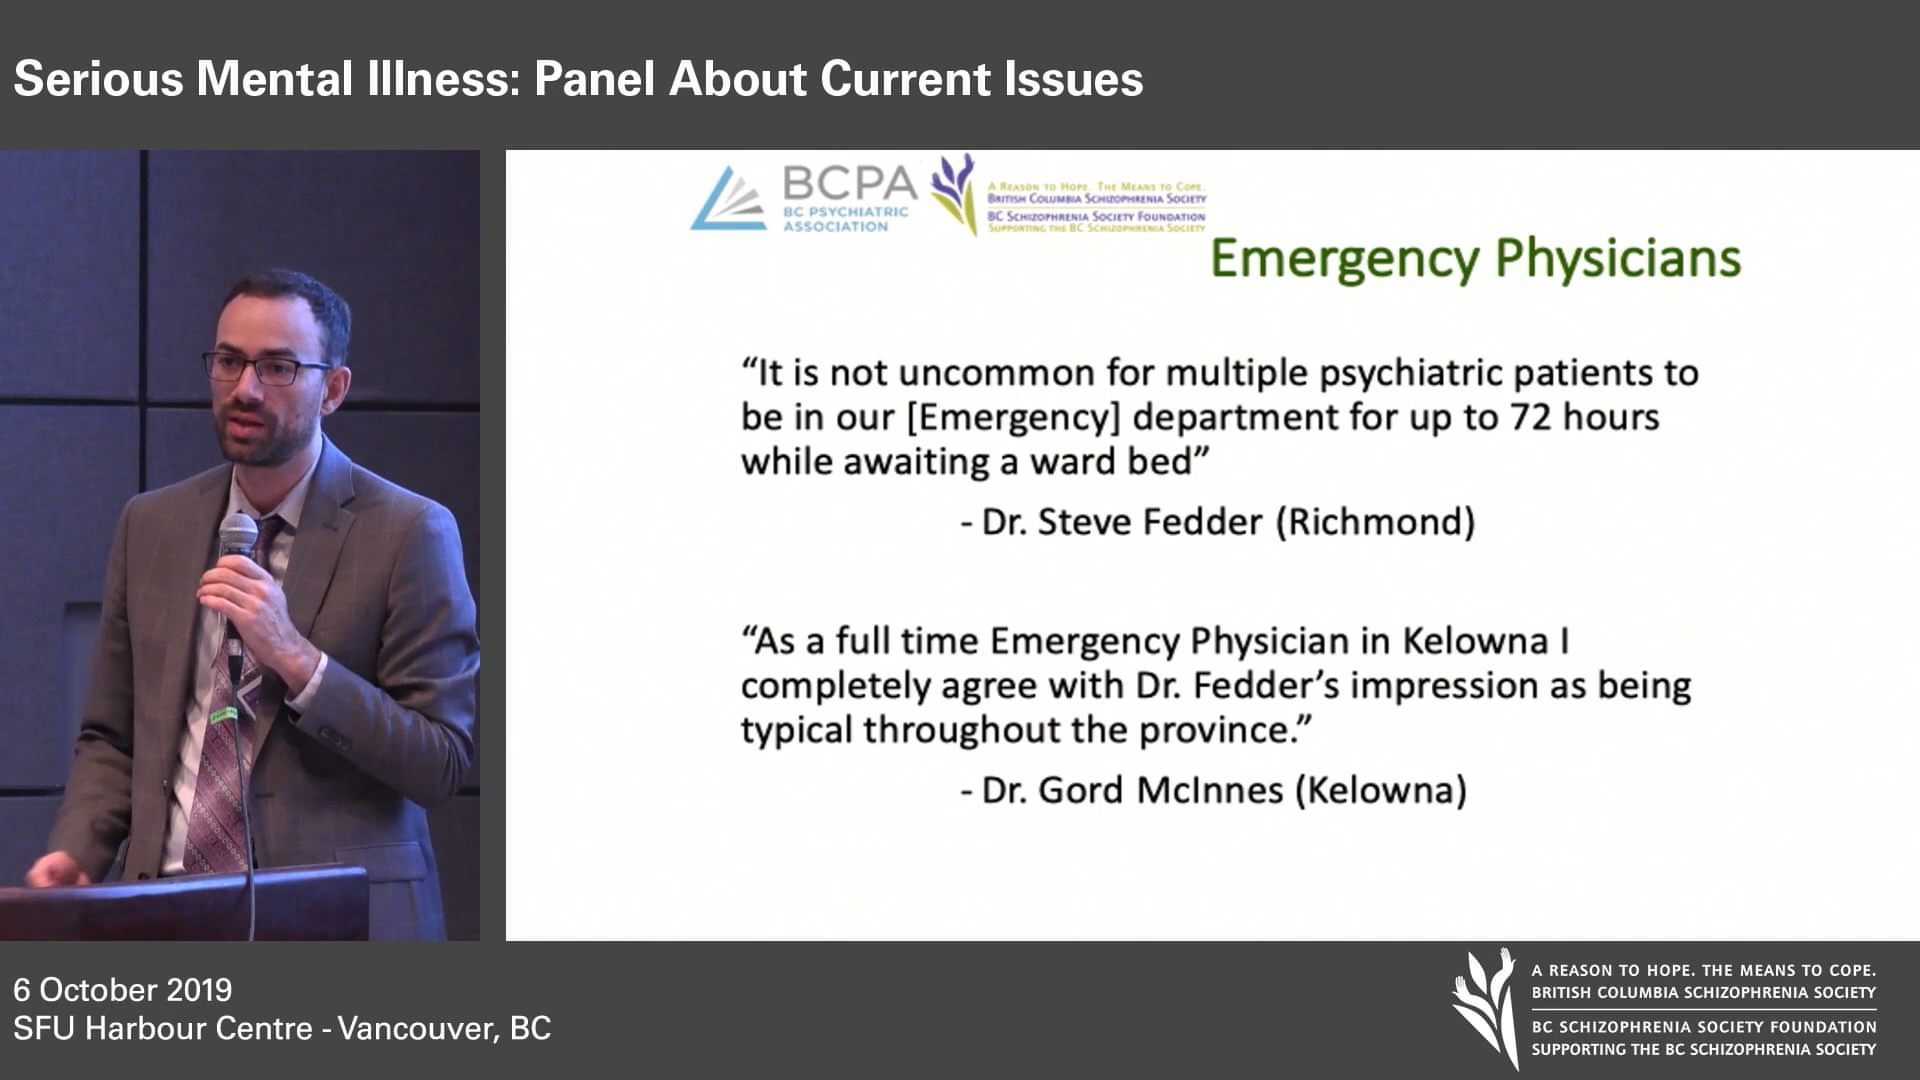 Serious Mental Illness: Panel About Current Issues
BCPA
BC PSYCHIATRIC
ASSOCIATION
A REASON TO HOPE. THE MEANS TO COPE.
BRITISH COLUMBIA SCHIZOPHRENIA SOCIETY
BC SCHIZOPHRENIA SOCIETY FOUNDATION
SUPPORTING THE BC SCHIZOPHRENIA SOCIETY
Emergency Physicians
“It is not uncommon for multiple psychiatric patients to
be in our [Emergency] department for up to 72 hours
while awaiting a ward bed”
- Dr. Steve Fedder (Richmond)
“As a full time Emergency Physician in Kelowna I
completely agree with Dr. Fedder’s impression as being
typical throughout the province.”
- Dr. Gord McInnes (Kelowna)
6 October 2019
SFU Harbour Centre - Vancouver, BC
A REASON TO HOPE. THE MEANS TO COPE.
BRITISH COLUMBIA SCHIZOPHRENIA SOCIETY
BC SCHIZOPHRENIA SOCIETY FOUNDATION
SUPPORTING THE BC SCHIZOPHRENIA SOCIETY